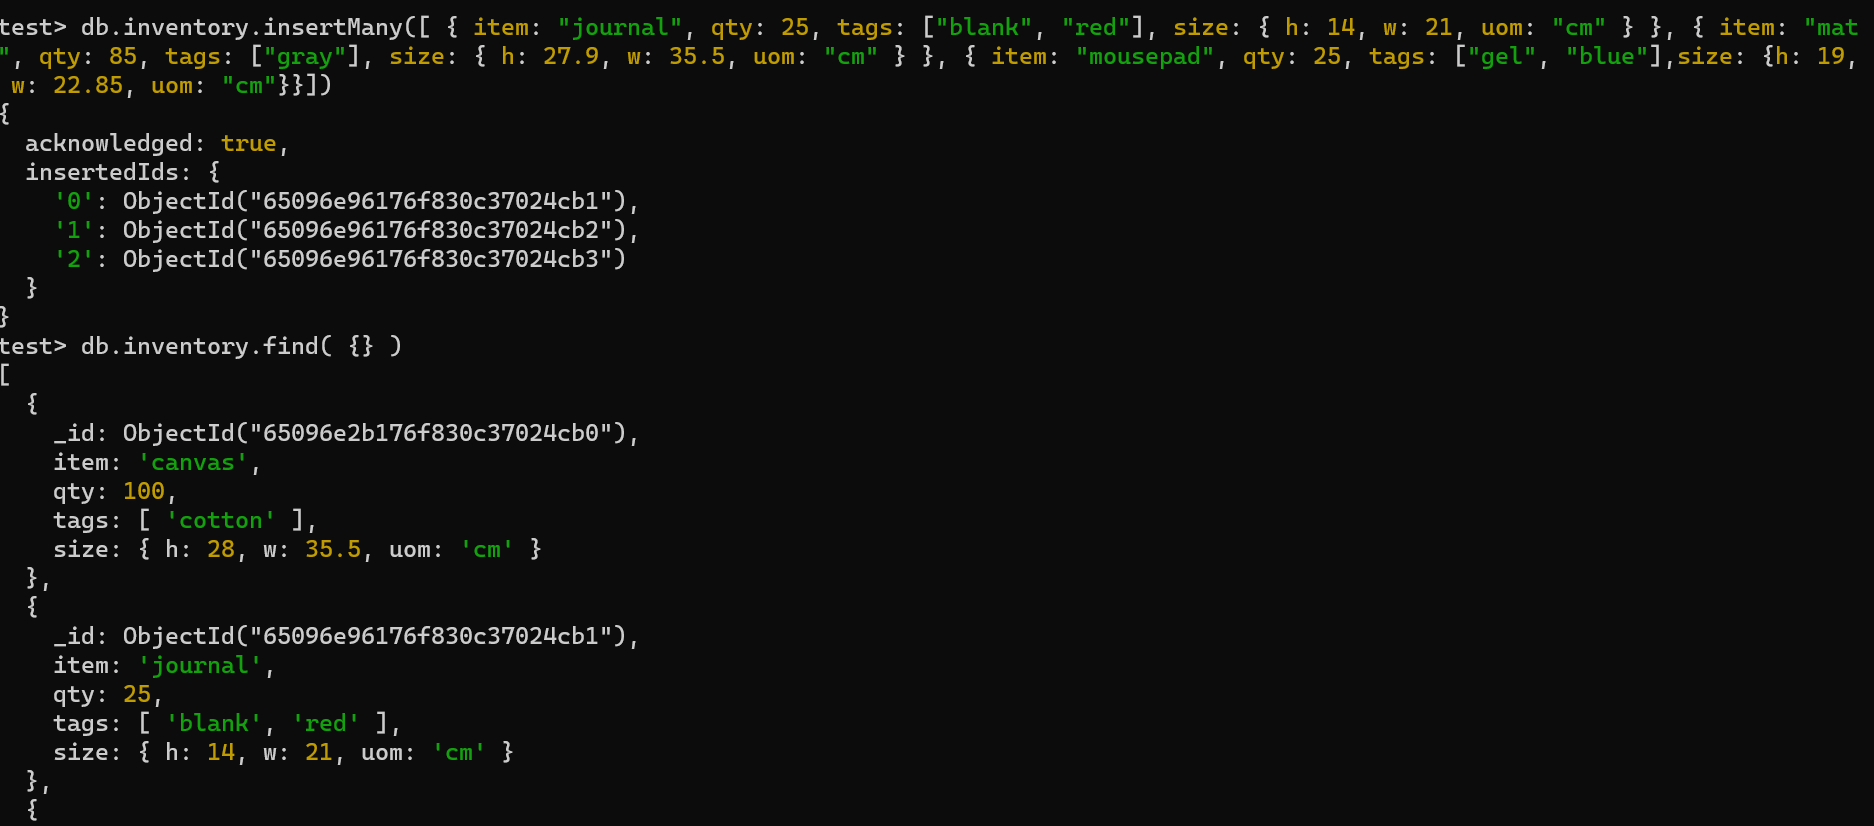 test> db.inventory.insertMany([ { item: "journal", qty: 25, tags: ["blank", "red"], size: { h: 14, w: 21, uom: "cm" } }, { item: "mat
", qty: 85, tags: ["gray"], size: { h: 27.9, w: 35.5, uom: "cm" } }, { item: "mousepad", qty: 25, tags: ["gel", "blue"],size: {h: 19,
 w: 22.85, uom: "cm"}}])
{
  acknowledged: true,
  insertedIds: {
    '0': ObjectId("65096e96176f830c37024cb1"),
    '1': ObjectId("65096e96176f830c37024cb2"),
    '2': ObjectId("65096e96176f830c37024cb3")
  }
}
test> db.inventory.find( {} )
[
  {
    _id: ObjectId("65096e2b176f830c37024cb0"),
    item: 'canvas',
    qty: 100,
    tags: [ 'cotton' ],
    size: { h: 28, w: 35.5, uom: 'cm' }
  },
  {
    _id: ObjectId("65096e96176f830c37024cb1"),
    item: 'journal',
    qty: 25,
    tags: [ 'blank', 'red' ],
    size: { h: 14, w: 21, uom: 'cm' }
  },
  {